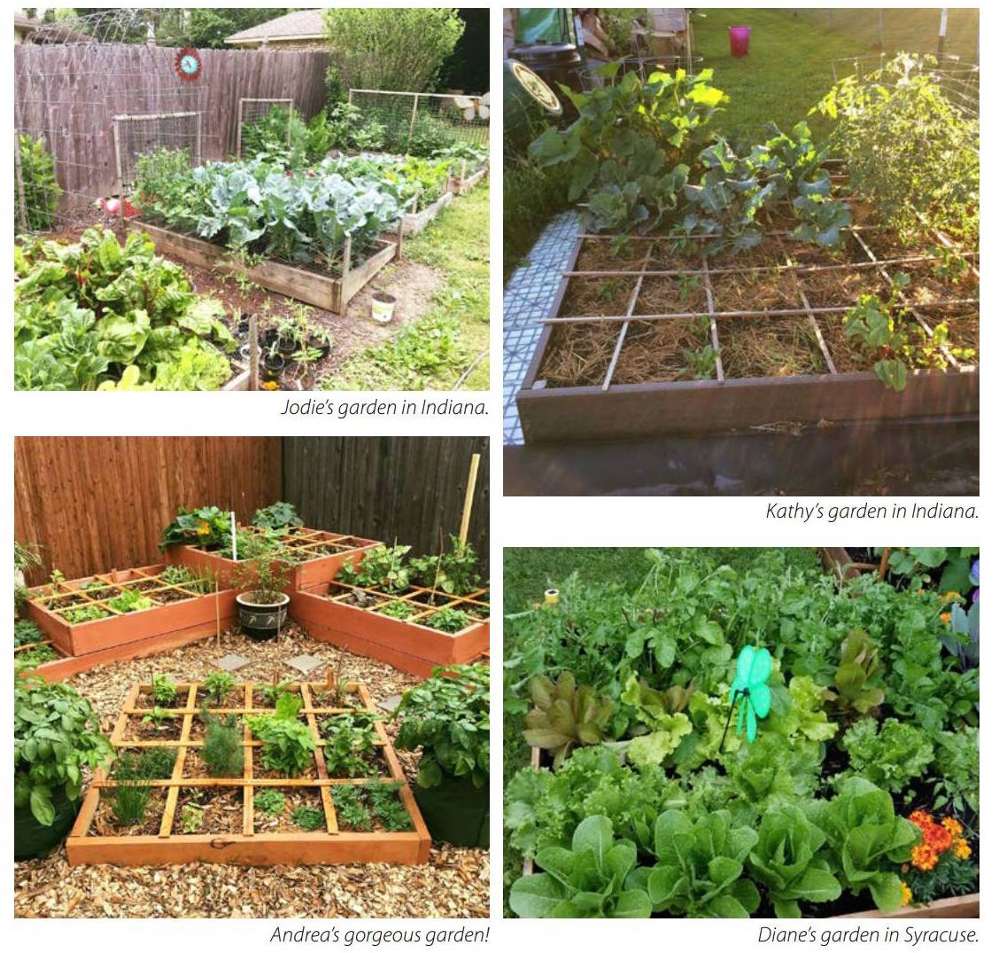 Jodie's garden in Indiana.
Kathy's garden in Indiana.
Andrea's gorgeous garden!
Diane's garden in Syracuse.